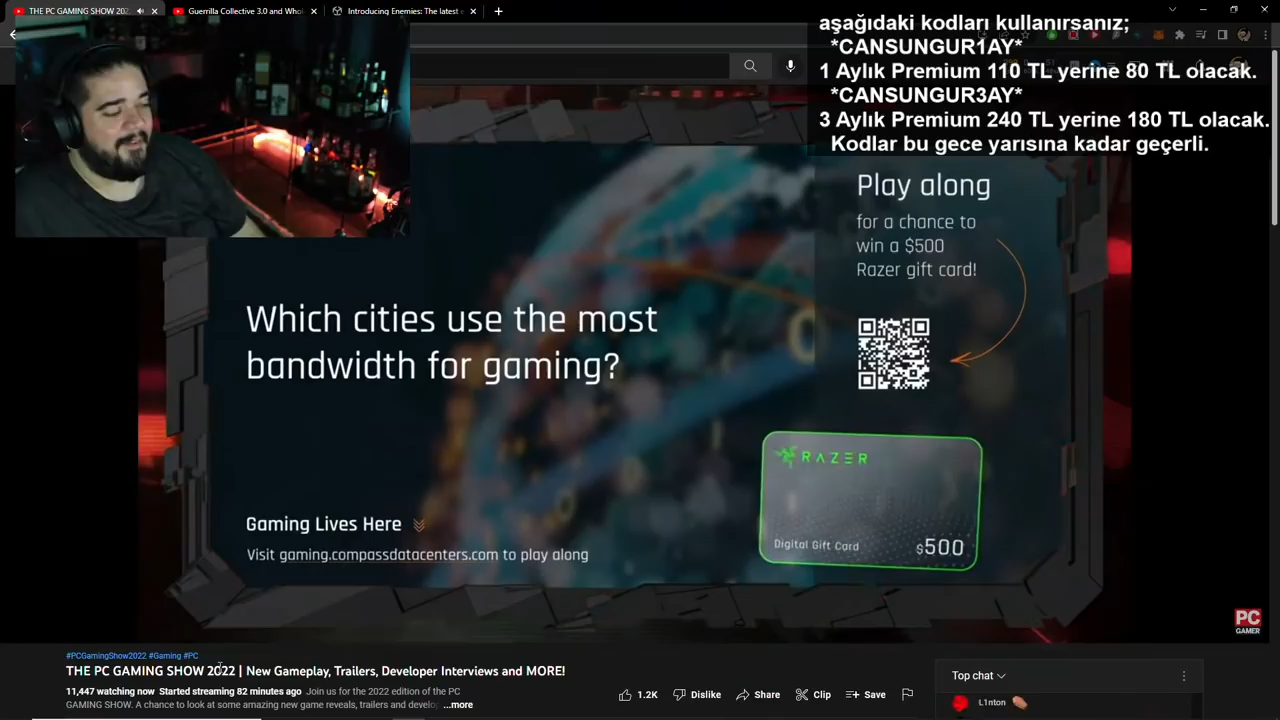 THE PC GAMING SHOW 202
Guerrilla Collective 3.0 and Whol
Introducing Enemies: The latest e
aşağıdaki kodları kullanırsanız;
*CANSUNGUR1AY*
1 Aylık Premium 110 TL yerine 80 TL olacak.
*CANSUNGUR3AY*
3 Aylık Premium 240 TL yerine 180 TL olacak.
Kodlar bu gece yarısına kadar geçerli.
Play along
for a chance to
win a $500
Razer gift card!
Which cities use the most
bandwidth for gaming?
RAZER
Digital Gift Card
$500
Gaming Lives Here
Visit gaming.compassdatacenters.com to play along
PC
GAMER
#PCGamingShow2022 #Gaming #PC
THE PC GAMING SHOW 2022 | New Gameplay, Trailers, Developer Interviews and MORE!
11,447 watching now Started streaming 82 minutes ago Join us for the 2022 edition of the PC
GAMING SHOW. A chance to look at some amazing new game reveals, trailers and develo ...more
1.2K
Dislike
Share
Clip
Save
Top chat
L1nton